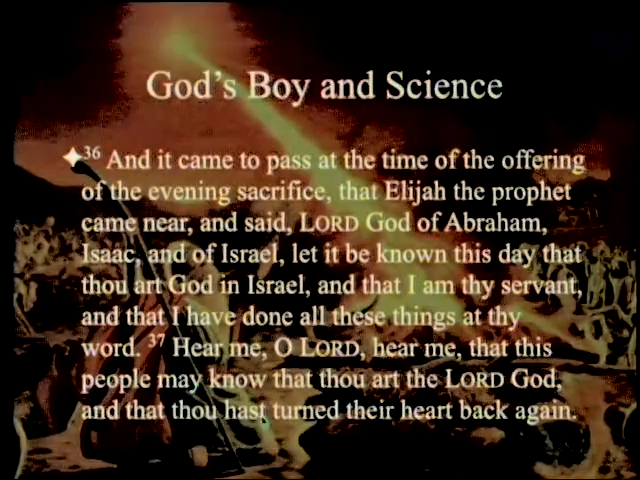 God's Boy and Science
36 And it came to pass at the time of the offering
of the evening sacrifice, that Elijah the prophet
came near, and said, LORD God of Abraham,
Isaac, and of Israel, let it be known this day that
thou art God in Israel, and that I am thy servant,
and that I have done all these things at thy
word. 37 Hear me, O LORD, hear me, that this
people may know that thou art the LORD God,
and that thou hast turned their heart back again.